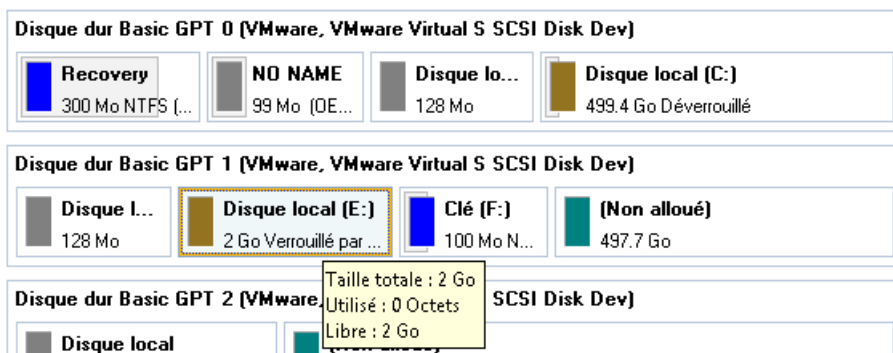 Disque dur Basic GPT 0 (VMware, VMware Virtual S SCSI Disk Dev)
Recovery
300 Mo NTFS (...
NO NAME
99 Mo (OE...
Disque lo...
128 Mo
Disque local (C:)
499.4 Go Déverrouillé
Disque dur Basic GPT 1 (VMware, VMware Virtual S SCSI Disk Dev)
Disque l...
128 Mo
Disque local (E:)
2 Go Verrouillé par ...
Clé (F:)
100 Mo N...
(Non alloué)
497.7 Go
Taille totale : 2 Go
Utilisé : 0 Octets
Libre : 2 Go
Disque dur Basic GPT 2 (VMware, SCSI Disk Dev)
Disque local